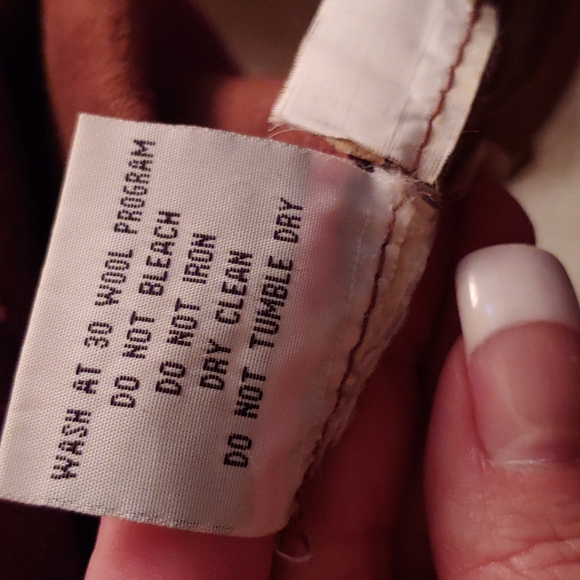 WASH AT 30 WOOL PROGRAM
DO NOT BLEACH
DO NOT IRON
DRY CLEAN
DO NOT TUMBLE DRY